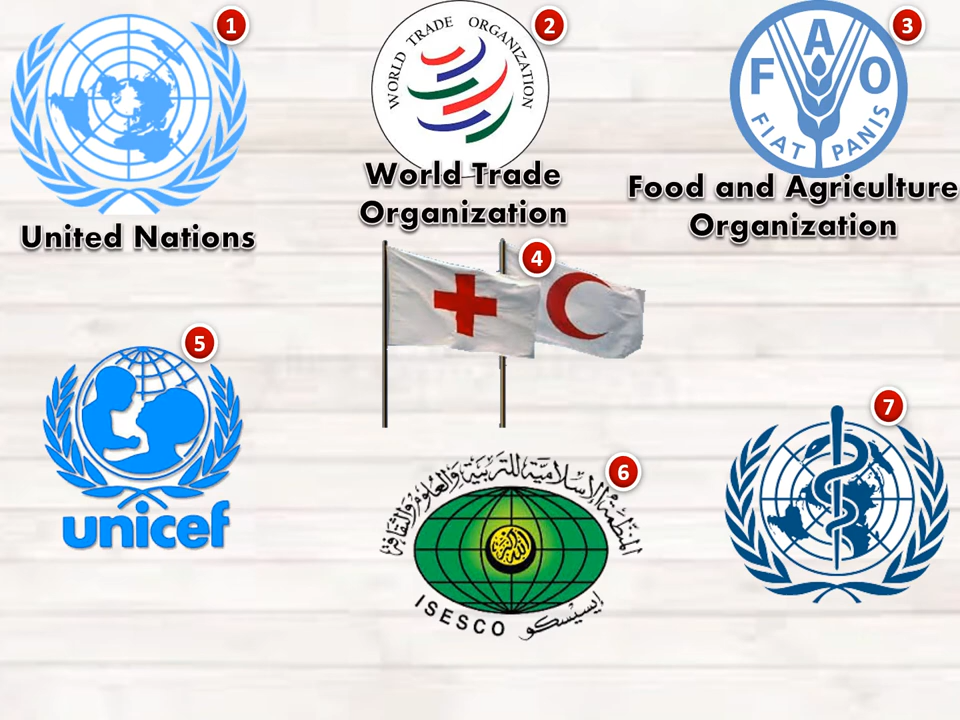 1
WORLD TRADE ORGANIZATION
2
FAO
FIAT PANIS
3
World Trade
Organization
Food and Agriculture
Organization
United Nations
4
5
unicef
7
المنظمة الإسلامية للتربية والعلوم والثقافة
6
ISESCO
إيسيسكو